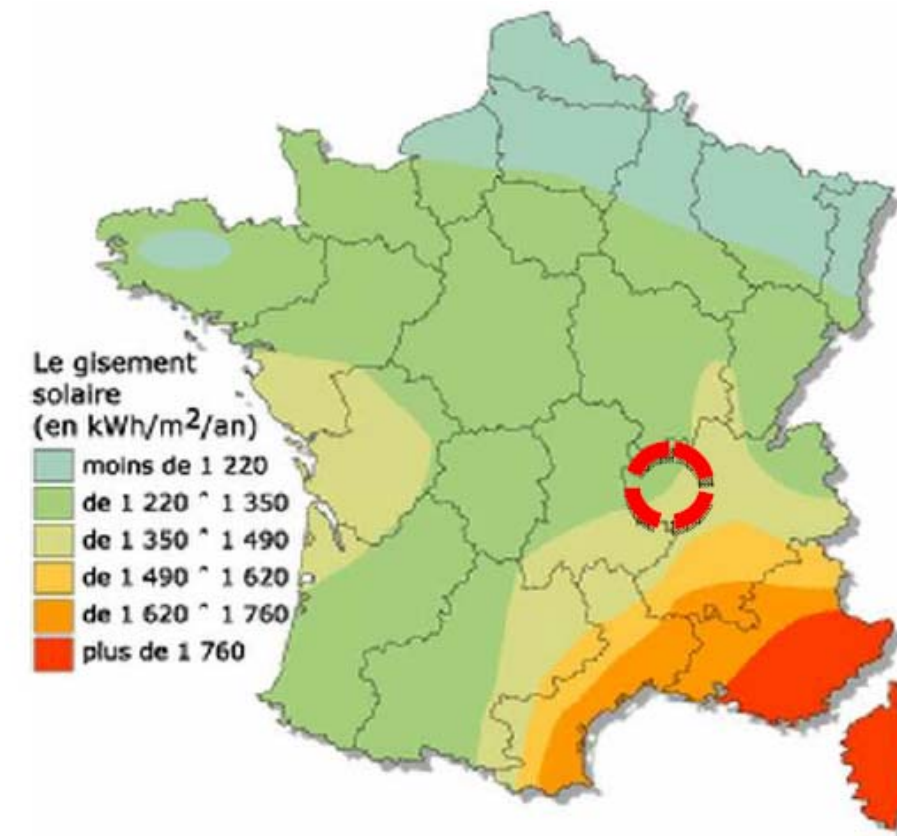 Le gisement
solaire
(en kWh/m²/an)
moins de 1 220
de 1 220 ^ 1 350
de 1 350 ^ 1 490
de 1 490 ^ 1 620
de 1 620 ^ 1 760
plus de 1 760